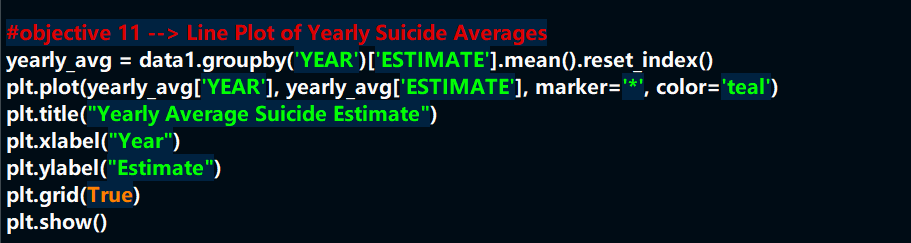 #objective 11 --> Line Plot of Yearly Suicide Averages
yearly_avg = data1.groupby('YEAR')['ESTIMATE'].mean().reset_index()
plt.plot(yearly_avg['YEAR'], yearly_avg['ESTIMATE'], marker='*', color='teal')
plt.title("Yearly Average Suicide Estimate")
plt.xlabel("Year")
plt.ylabel("Estimate")
plt.grid(True)
plt.show()